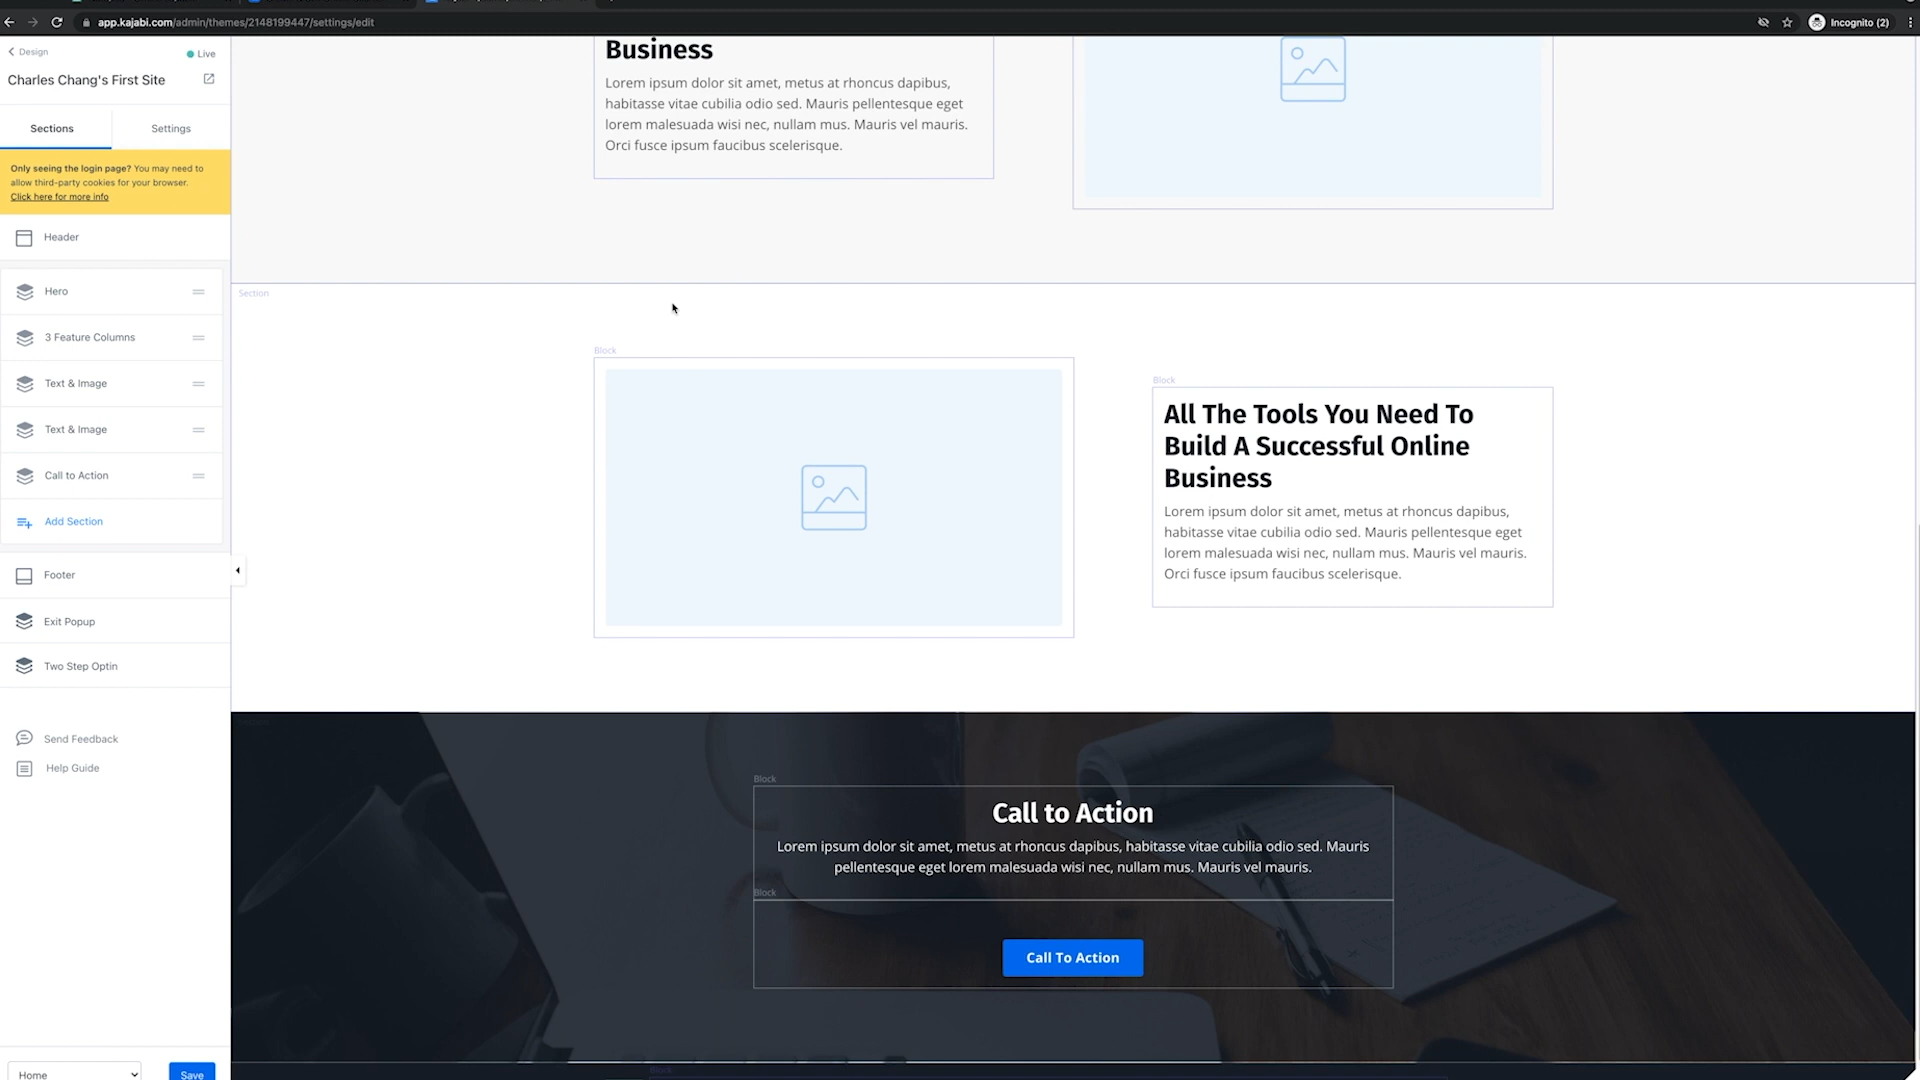 app.kajabi.com/admin/themes/2148199447/settings/edit
Incognito (2)
Design
Live
Charles Chang's First Site
Sections
Settings
Only seeing the login page? You may need to
allow third-party cookies for your browser.
Click here for more info
Header
Hero
3 Feature Columns
Text & Image
Text & Image
Call to Action
Add Section
Footer
Exit Popup
Two Step Optin
Send Feedback
Help Guide
Home
Save
Business
Lorem ipsum dolor sit amet, metus at rhoncus dapibus,
habitasse vitae cubilia odio sed. Mauris pellentesque eget
lorem malesuada wisi nec, nullam mus. Mauris vel mauris.
Orci fusce ipsum faucibus scelerisque.
Section
Block
Block
All The Tools You Need To
Build A Successful Online
Business
Lorem ipsum dolor sit amet, metus at rhoncus dapibus,
habitasse vitae cubilia odio sed. Mauris pellentesque eget
lorem malesuada wisi nec, nullam mus. Mauris vel mauris.
Orci fusce ipsum faucibus scelerisque.
Block
Call to Action
Lorem ipsum dolor sit amet, metus at rhoncus dapibus, habitasse vitae cubilia odio sed. Mauris
pellentesque eget lorem malesuada wisi nec, nullam mus. Mauris vel mauris.
Block
Call To Action
Block